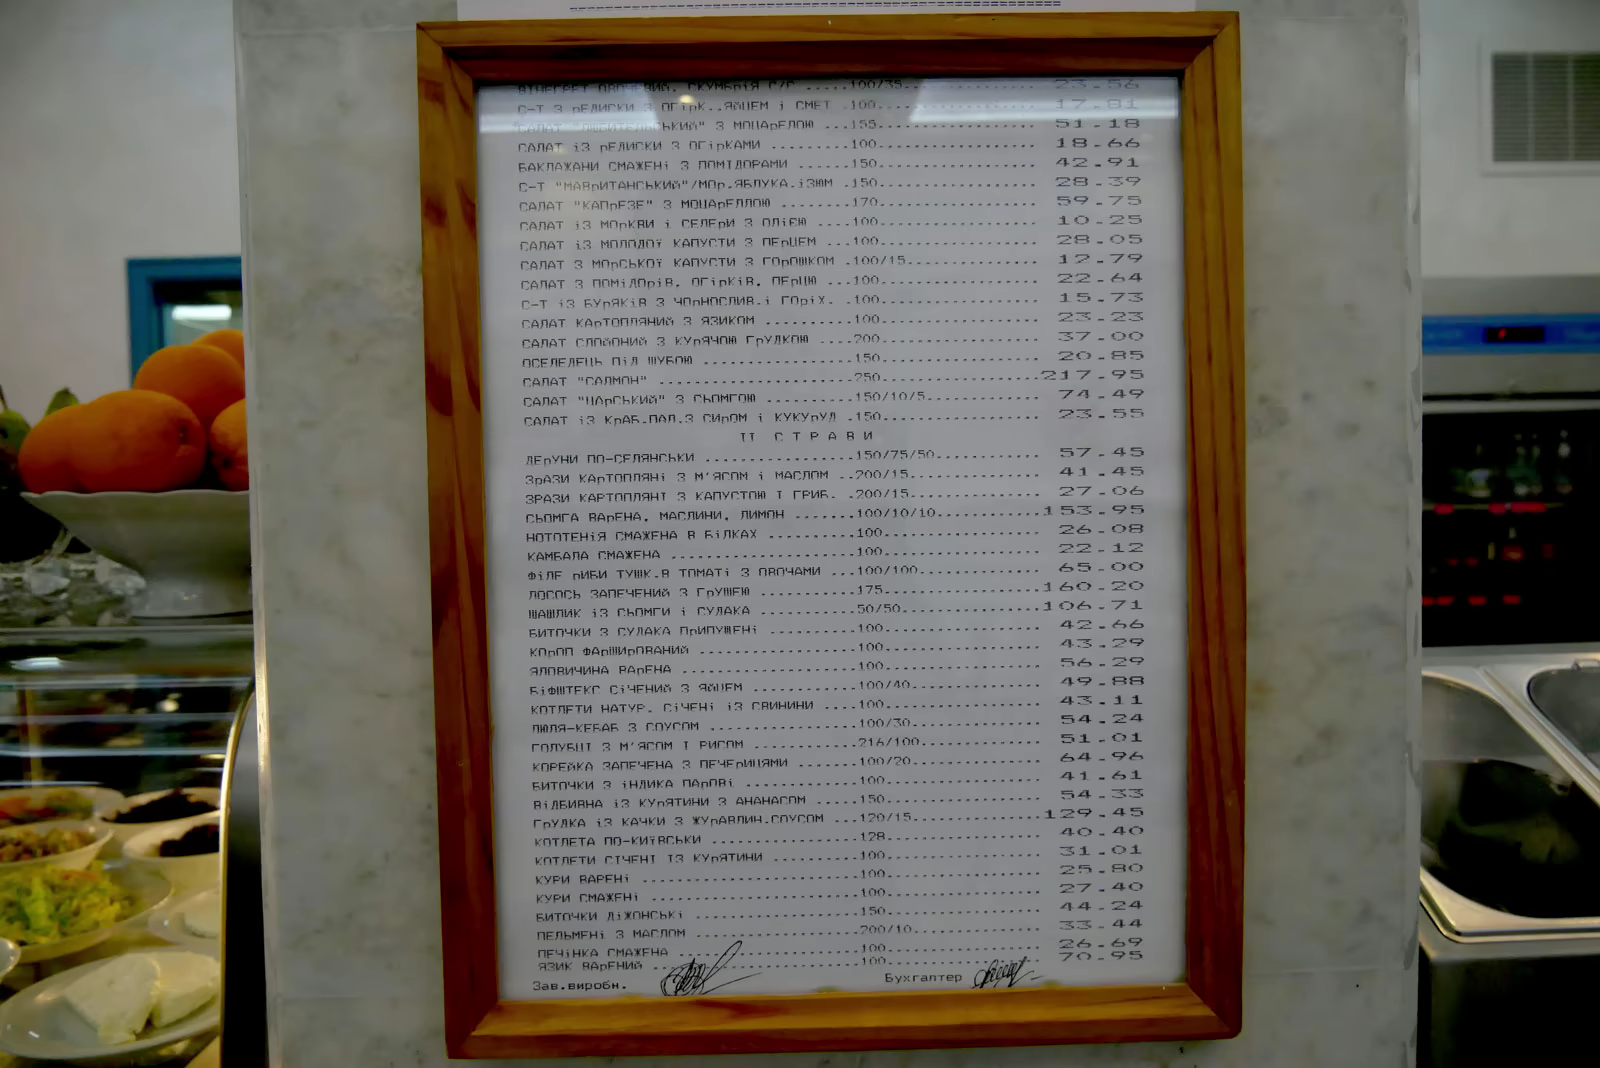 ВІНЕГРЕТ ОВОЧЕВИЙ, СКУМБРІЯ С/С .....100/35................... 23.56
С-Т З РЕДИСКИ З ОГІРК.,ЯЙЦЕМ і СМЕТ .100....................... 17.81
САЛАТ "ЛЮБИТЕЛЬСЬКИЙ" З МОЦАРЕЛОЮ ...155....................... 51.18
САЛАТ ІЗ РЕДИСКИ З ОГІРКАМИ .........100....................... 18.66
БАКЛАЖАНИ СМАЖЕНІ З ПОМІДОРАМИ ......150....................... 42.91
С-Т "МАВРИТАНСЬКИЙ"/МОР.ЯБЛУКА.ІЗЮМ .150....................... 28.39
САЛАТ "КАПРЕЗЕ" З МОЦАРЕЛЛОЮ ........170....................... 59.75
САЛАТ ІЗ МОРКВИ і СЕЛЕРИ З ОЛІЄЮ ....100....................... 10.25
САЛАТ ІЗ МОЛОДОЇ КАПУСТИ З ПЕРЦЕМ ...100....................... 28.05
САЛАТ З МОРСЬКОЇ КАПУСТИ З ГОРОШКОМ .100/15.................... 12.79
САЛАТ З ПОМІДОРІВ, ОГІРКІВ, ПЕРЦЮ ...100....................... 22.64
С-Т ІЗ БУРЯКІВ З ЧОРНОСЛИВ.і ГОРІХ. .100....................... 15.73
САЛАТ КАРТОПЛЯНИЙ З ЯЗИКОМ ..........100....................... 23.23
САЛАТ СЛОЙОНИЙ З КУРЯЧОЮ ГРУДКОЮ ....200....................... 37.00
ОСЕЛЕДЕЦЬ ПІД ШУБОЮ .................150....................... 20.85
САЛАТ "САЛМОН" ......................250.......................217.95
САЛАТ "ЦАРСЬКИЙ" З СЬОМГОЮ ..........150/10/5.................. 74.49
САЛАТ ІЗ КРАБ.ПАЛ.З СИРОМ і КУКУРУД .150....................... 23.55
II С Т Р А В И
ДЕРУНИ ПО-СЕЛЯНСЬКИ .................150/75/50................. 57.45
ЗРАЗИ КАРТОПЛЯНІ З М'ЯСОМ і МАСЛОМ ..200/15.................... 41.45
ЗРАЗИ КАРТОПЛЯНІ З КАПУСТОЮ І ГРИБ. ..200/15................... 27.06
СЬОМГА ВАРЕНА, МАСЛИНИ, ЛИМОН .......100/10/10.................153.95
НОТОТЕНІЯ СМАЖЕНА В БІЛКАХ ..........100....................... 26.08
КАМБАЛА СМАЖЕНА .....................100....................... 22.12
ФІЛЕ РИБИ ТУШК.В ТОМАТІ З ОВОЧАМИ ...100/100................... 65.00
ЛОСОСЬ ЗАПЕЧЕНИЙ З ГРУШЕЮ ...........175.......................160.20
ШАШЛИК ІЗ СЬОМГИ і СУДАКА ...........50/50.....................106.71
БИТОЧКИ З СУДАКА ПРИПУЩЕНІ ..........100....................... 42.66
КОРОП ФАРШИРОВАНИЙ ..................100....................... 43.29
ЯЛОВИЧИНА ВАРЕНА ....................100....................... 56.29
БІФШТЕКС СІЧЕНИЙ З ЯЙЦЕМ ............100/40.................... 49.88
КОТЛЕТИ НАТУР. СІЧЕНІ ІЗ СВИНИНИ ....100....................... 43.11
ЛЮЛЯ-КЕБАБ З СОУСОМ .................100/30.................... 54.24
ГОЛУБЦІ З М'ЯСОМ І РИСОМ ............216/100................... 51.01
КОРЕЙКА ЗАПЕЧЕНА З ПЕЧЕРИЦЯМИ .......100/20.................... 64.96
БИТОЧКИ З ІНДИКА ПАРОВІ .............100....................... 41.61
ВІДБИВНА ІЗ КУРЯТИНИ З АНАНАСОМ .....150....................... 54.33
ГРУДКА ІЗ КАЧКИ З ЖУРАВЛИН.СОУСОМ ...120/15....................129.45
КОТЛЕТА ПО-КИЇВСЬКИ .................128....................... 40.40
КОТЛЕТИ СІЧЕНІ ІЗ КУРЯТИНИ ..........100....................... 31.01
КУРИ ВАРЕНІ .........................100....................... 25.80
КУРИ СМАЖЕНІ ........................100....................... 27.40
БИТОЧКИ ДІЖОНСЬКІ ...................150....................... 44.24
ПЕЛЬМЕНІ З МАСЛОМ ...................200/10.................... 33.44
ПЕЧІНКА СМАЖЕНА .....................100....................... 26.69
ЯЗИК ВАРЕНИЙ ........................100....................... 70.95
Зав.виробн. Бухгалтер